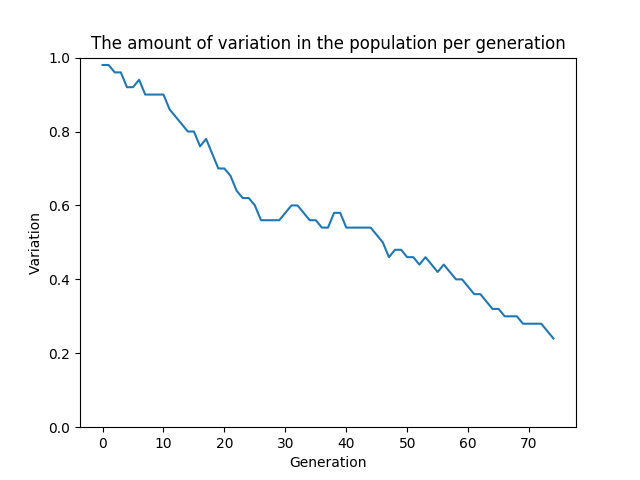 The amount of variation in the population per generation
1.0
0.8
0.6
0.4
0.2
0.0
Variation
0 10 20 30 40 50 60 70
Generation